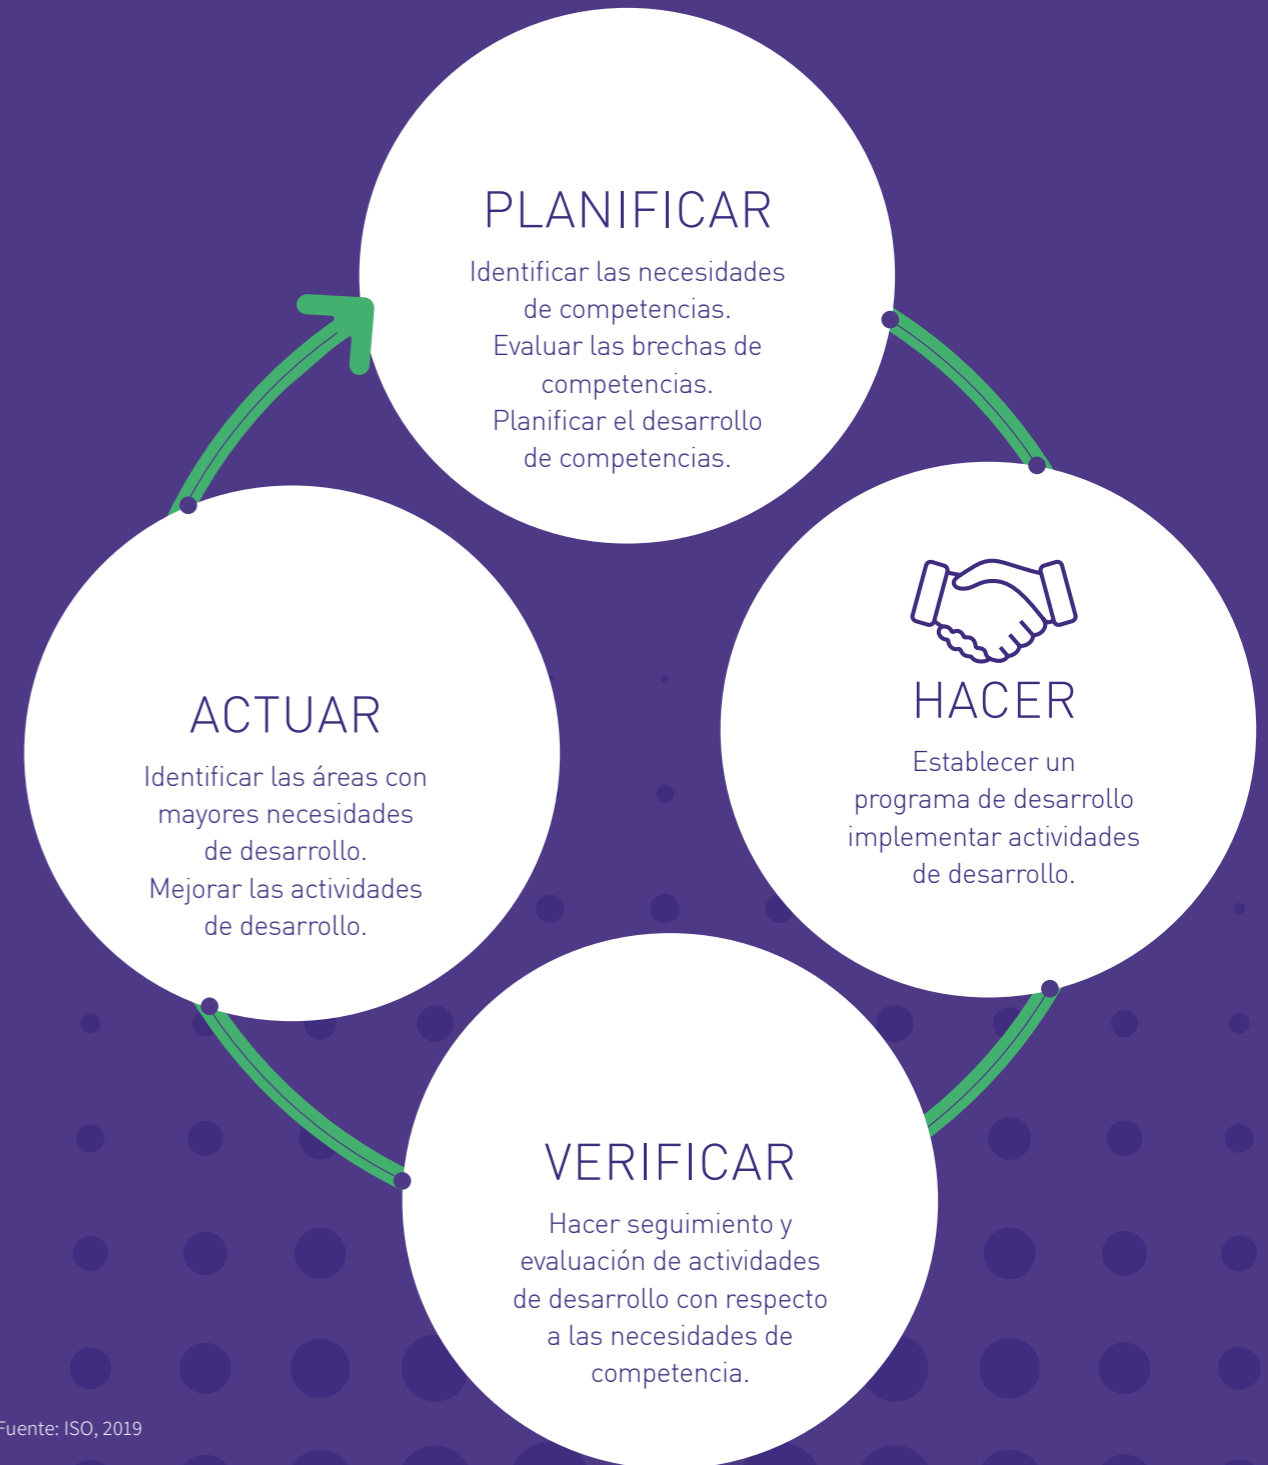 PLANIFICAR
Identificar las necesidades
de competencias.
Evaluar las brechas de
competencias.
Planificar el desarrollo
de competencias.
HACER
Establecer un
programa de desarrollo
implementar actividades
de desarrollo.
VERIFICAR
Hacer seguimiento y
evaluación de actividades
de desarrollo con respecto
a las necesidades de
competencia.
ACTUAR
Identificar las áreas con
mayores necesidades
de desarrollo.
Mejorar las actividades
de desarrollo.
Fuente: ISO, 2019